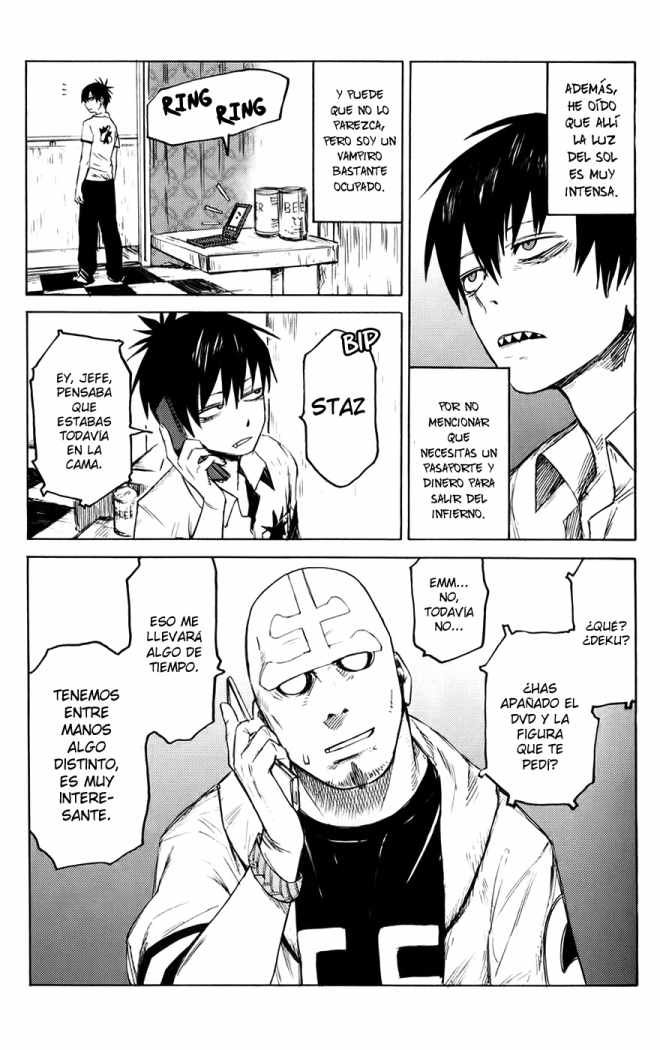 ADEMÁS,
HE OÍDO
QUE ALLÍ
LA LUZ
DEL SOL
ES MUY
INTENSA.
POR NO
MENCIONAR
QUE
NECESITAS UN
PASAPORTE Y
DINERO PARA
SALIR DEL
INFIERNO.
Y PUEDE
QUE NO LO
PAREZCA,
PERO SOY UN
VAMPIRO
BASTANTE
OCUPADO.
RING
RING
BEE
BIP
STAZ
EY, JEFE,
PENSABA
QUE
ESTABAS
TODAVÍA
EN LA
CAMA.
BEER
¿QUE?
¿DEKU?
¿HAS
APAÑADO EL
DVD Y LA
FIGURA
QUE TE
PEDÍ?
EMM...
NO,
TODAVÍA
NO...
ESO ME
LLEVARÁ
ALGO DE
TIEMPO.
TENEMOS
ENTRE
MANOS
ALGO
DISTINTO,
ES MUY
INTERE-
SANTE.